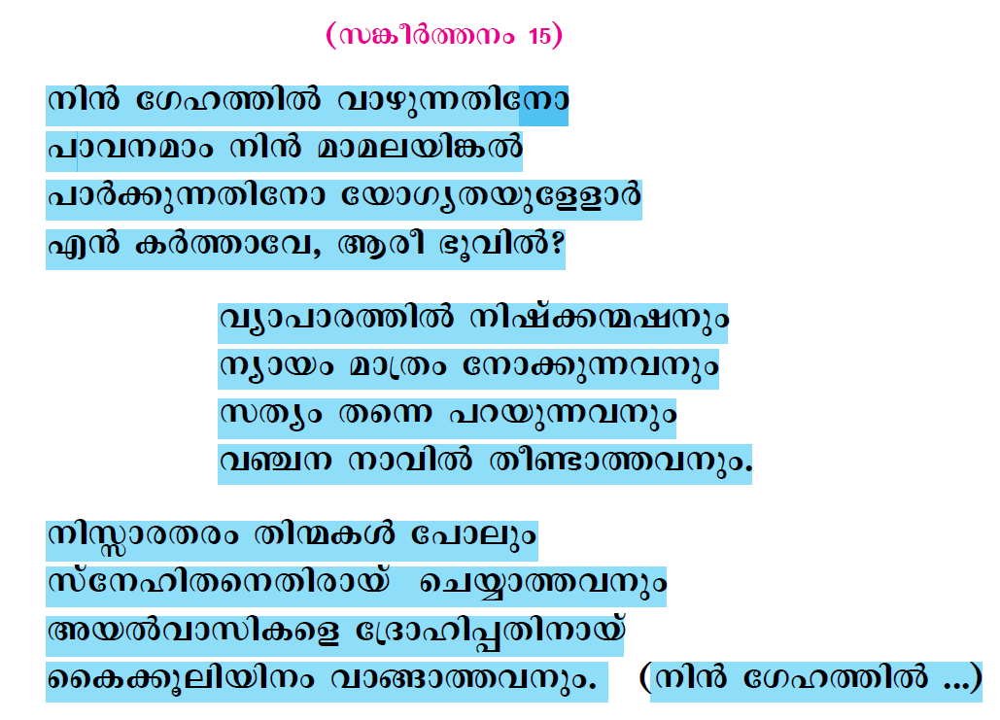 (സങ്കീർത്തനം 15)
നിൻ ഗേഹത്തിൽ വാഴുന്നതിനോ
പാവനമാം നിൻ മാമലയിങ്കൽ
പാർക്കുന്നതിനോ യോഗ്യതയുള്ളോർ
എൻ കർത്താവേ, ആരീ ഭൂവിൽ?
വ്യാപാരത്തിൽ നിഷ്ക്കന്മഷനും
ന്യായം മാത്രം നോക്കുന്നവനും
സത്യം തന്നെ പറയുന്നവനും
വഞ്ചന നാവിൽ തീണ്ടാത്തവനും.
നിസ്സാരതരം തിന്മകൾ പോലും
സ്നേഹിതനെതിരായ് ചെയ്യാത്തവനും
അയൽവാസികളെ ദ്രോഹിപ്പതിനായ്
കൈക്കൂലിയിനം വാങ്ങാത്തവനും. (നിൻ ഗേഹത്തിൽ ...)